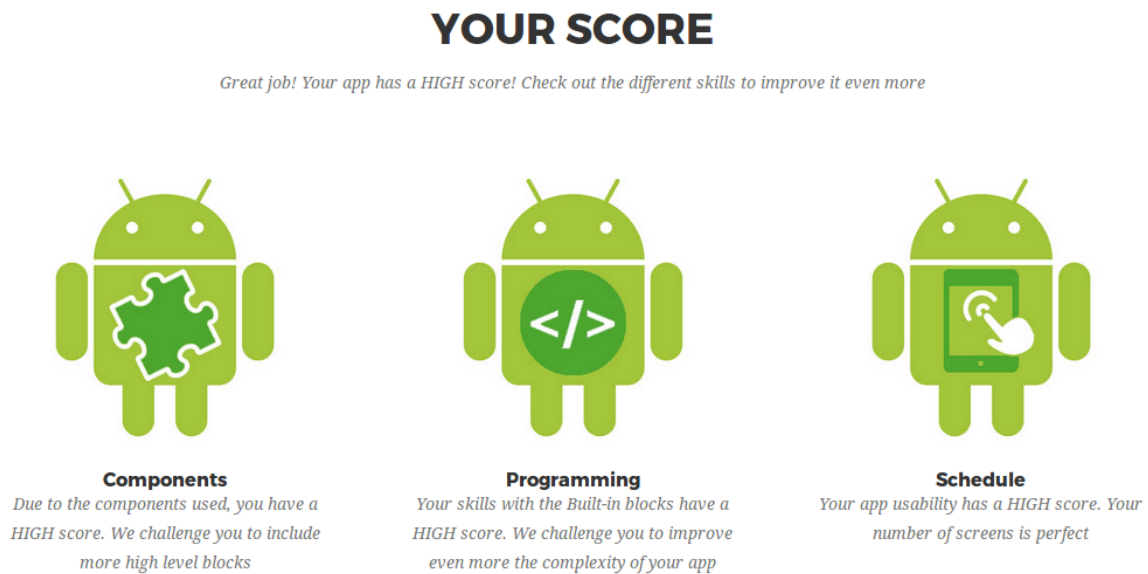 YOUR SCORE
Great job! Your app has a HIGH score! Check out the different skills to improve it even more
</>
Components
Due to the components used, you have a
HIGH score. We challenge you to include
more high level blocks
Programming
Your skills with the Built-in blocks have a
HIGH score. We challenge you to improve
even more the complexity of your app
Schedule
Your app usability has a HIGH score. Your
number of screens is perfect